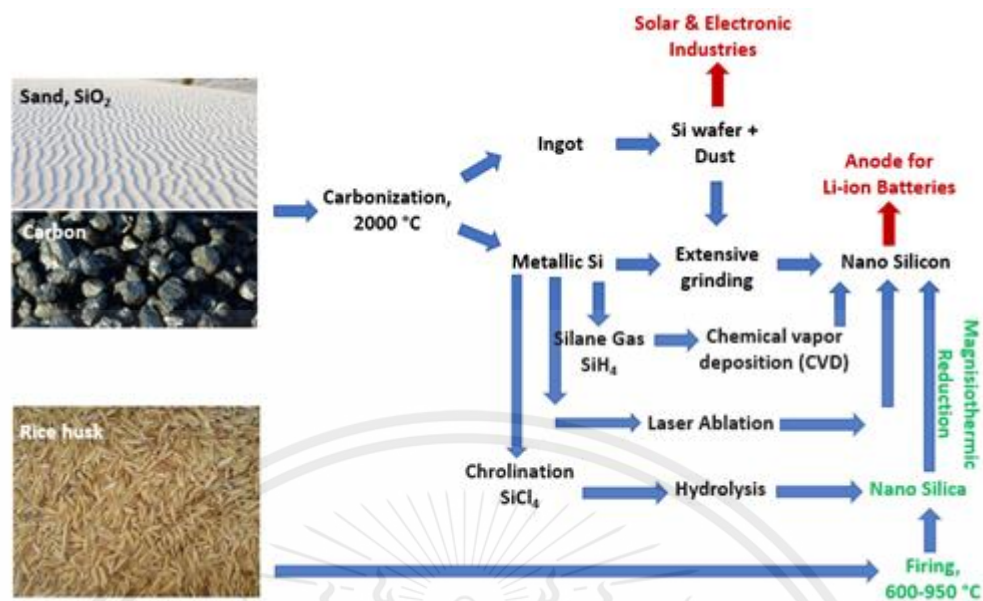 Solar & Electronic
Industries
Sand, SiO₂
Ingot
Si wafer +
Dust
Anode for
Li-ion Batteries
Carbonization,
2000 °C
Carbon
Metallic Si
Extensive
grinding
Nano Silicon
Silane Gas
SiH₄
Chemical vapor
deposition (CVD)
Magnisiothermic
Reduction
Rice husk
Laser Ablation
Chrolination
SiCl₄
Hydrolysis
Nano Silica
Firing,
600-950 °C